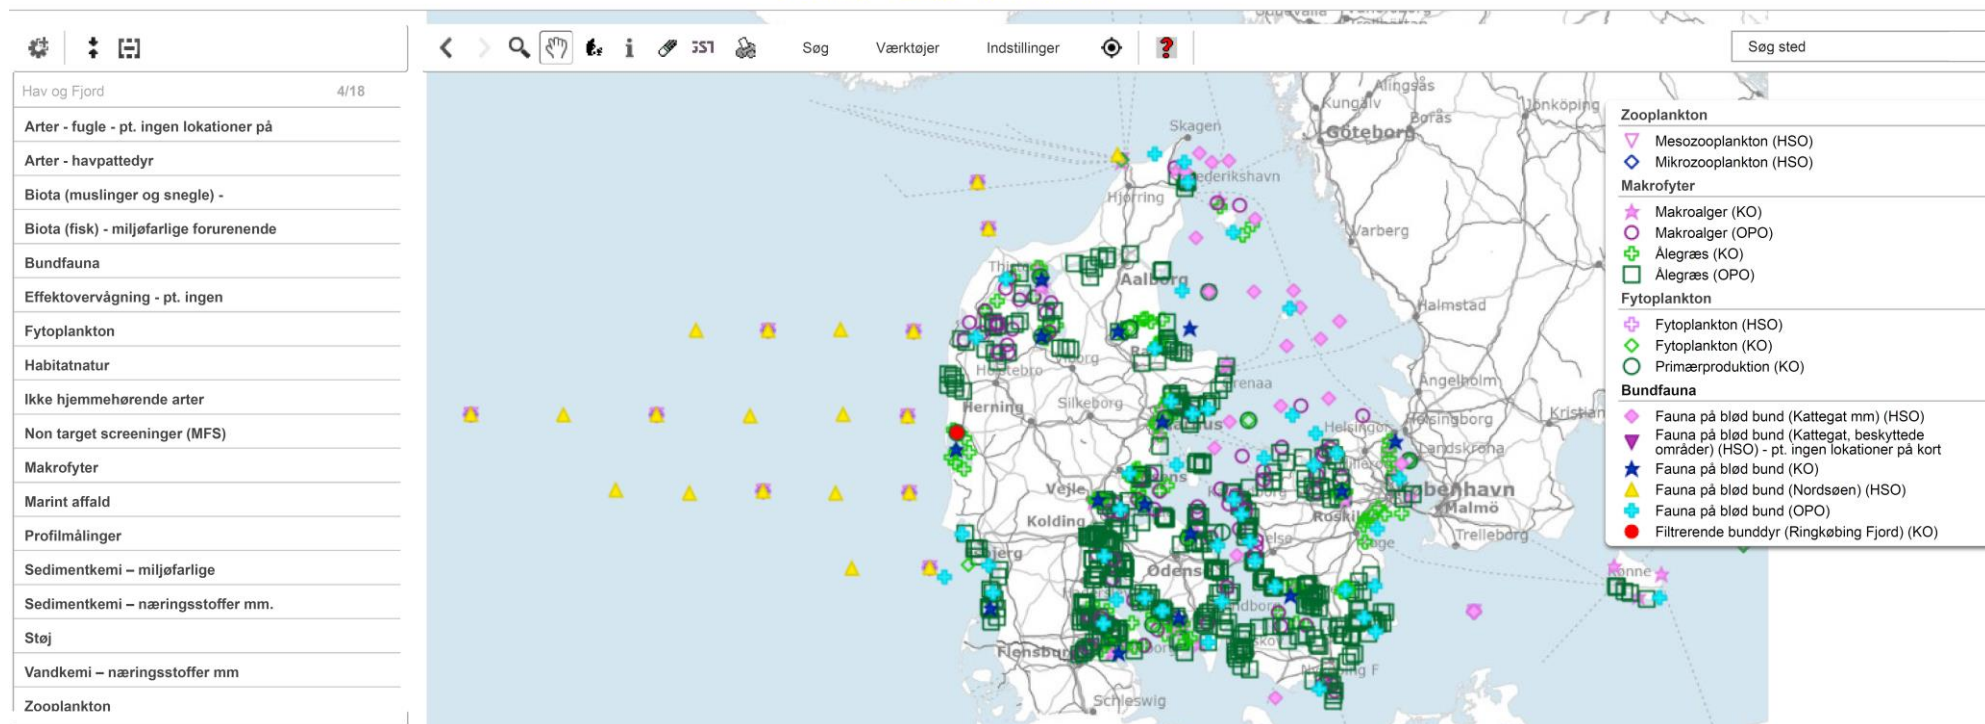 Søg
Værktøjer
Indstillinger
?
Søg sted
Hav og Fjord 4/18
Arter - fugle - pt. ingen lokationer på
Arter - havpattedyr
Biota (muslinger og snegle) -
Biota (fisk) - miljøfarlige forurenende
Bundfauna
Effektovervågning - pt. ingen
Fytoplankton
Habitatnatur
Ikke hjemmehørende arter
Non target screeninger (MFS)
Makrofyter
Marint affald
Profilmålinger
Sedimentkemi – miljøfarlige
Sedimentkemi – næringsstoffer mm.
Støj
Vandkemi – næringsstoffer mm
Zooplankton
Skagen
Hjørring
Aalborg
Holstebro
Herning
Silkeborg
Vejle
Kolding
Flensburg
Schleswig
Kungälv
Alingsås
Göteborg
Borås
Jönköping
Varberg
Halmstad
Ängelholm
Helsingborg
Landskrona
Malmö
Trelleborg
Zooplankton
Mesozooplankton (HSO)
Mikrozooplankton (HSO)
Makrofyter
Makroalger (KO)
Makroalger (OPO)
Ålegræs (KO)
Ålegræs (OPO)
Fytoplankton
Fytoplankton (HSO)
Fytoplankton (KO)
Primærproduktion (KO)
Bundfauna
Fauna på blød bund (Kattegat mm) (HSO)
Fauna på blød bund (Kattegat, beskyttede
områder) (HSO) - pt. ingen lokationer på kort
Fauna på blød bund (KO)
Fauna på blød bund (Nordsøen) (HSO)
Fauna på blød bund (OPO)
Filtrerende bunddyr (Ringkøbing Fjord) (KO)